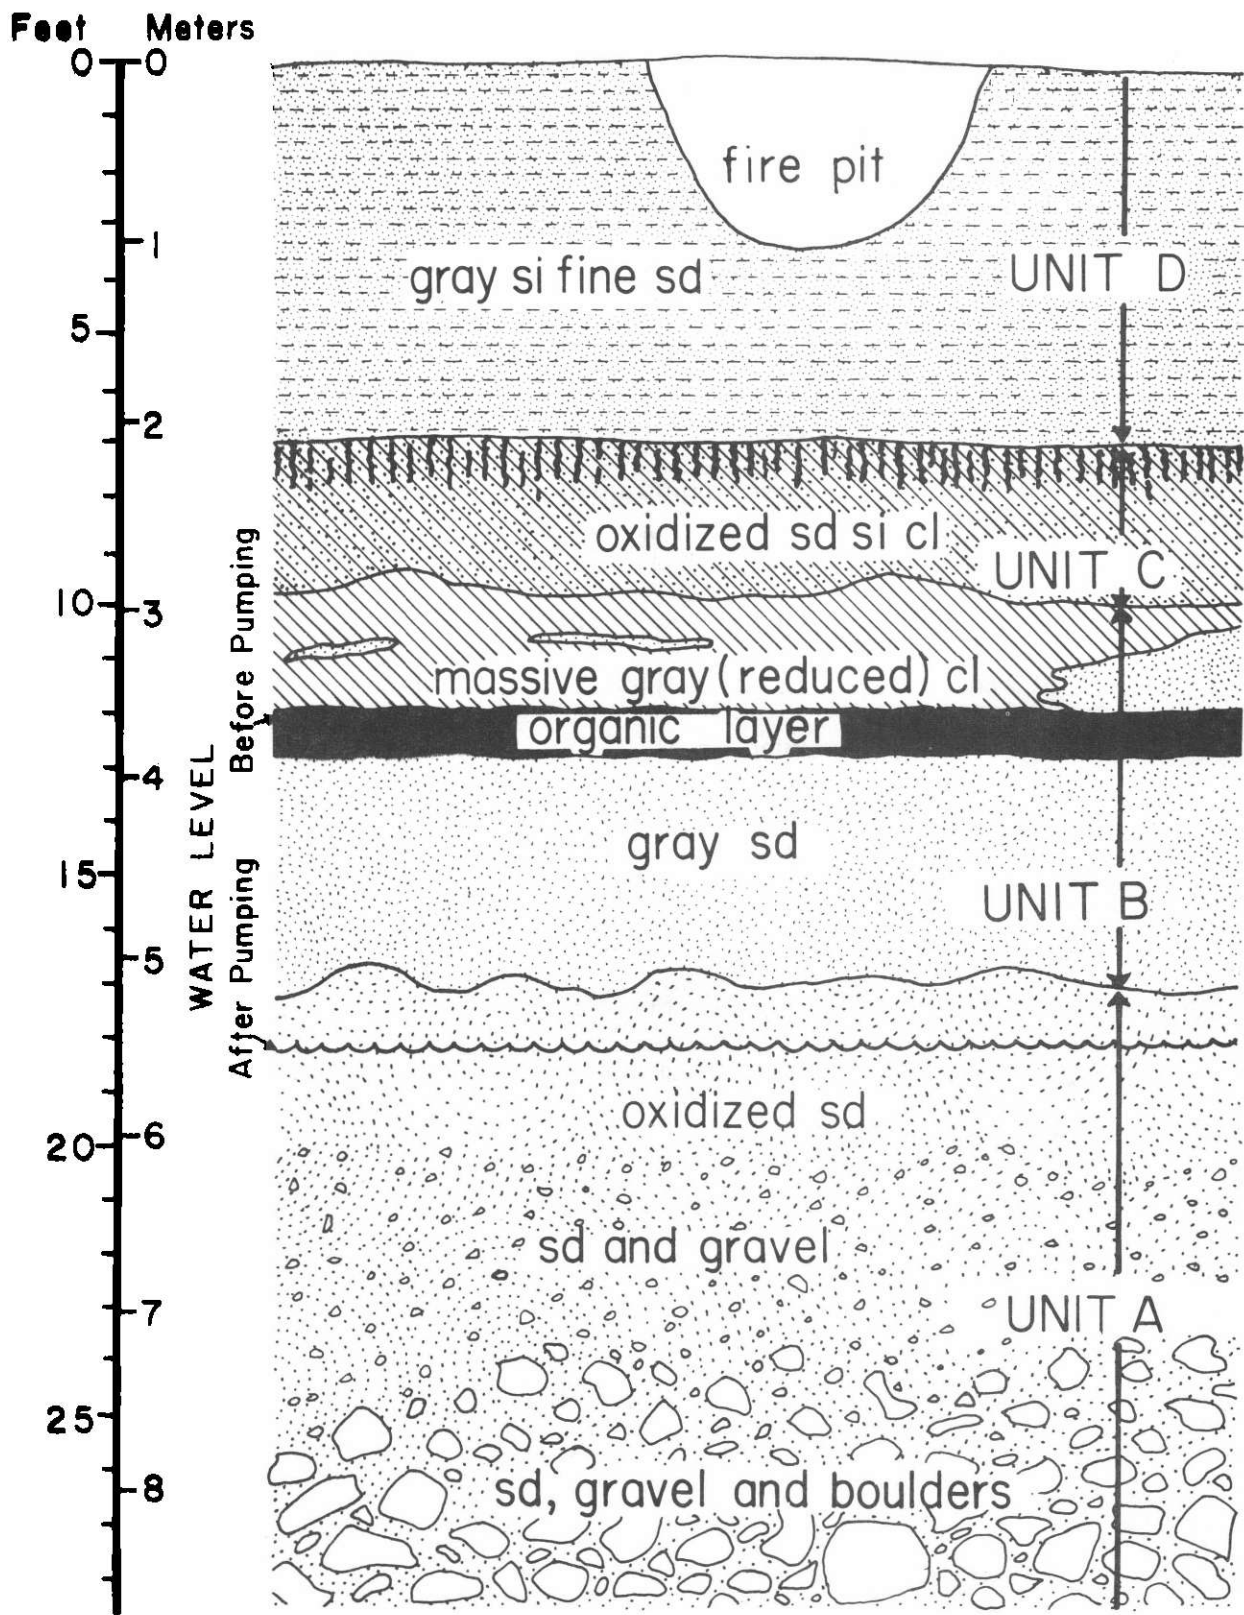 Feet Meters
0 0
fire pit
1
gray si fine sd
UNIT D
5
2
oxidized sd si cl
UNIT C
10 3
massive gray (reduced) cl
organic layer
Before Pumping
WATER LEVEL
After Pumping
4
gray sd
15
UNIT B
5
oxidized sd
6
20
sd and gravel
7
UNIT A
25
sd, gravel and boulders
8